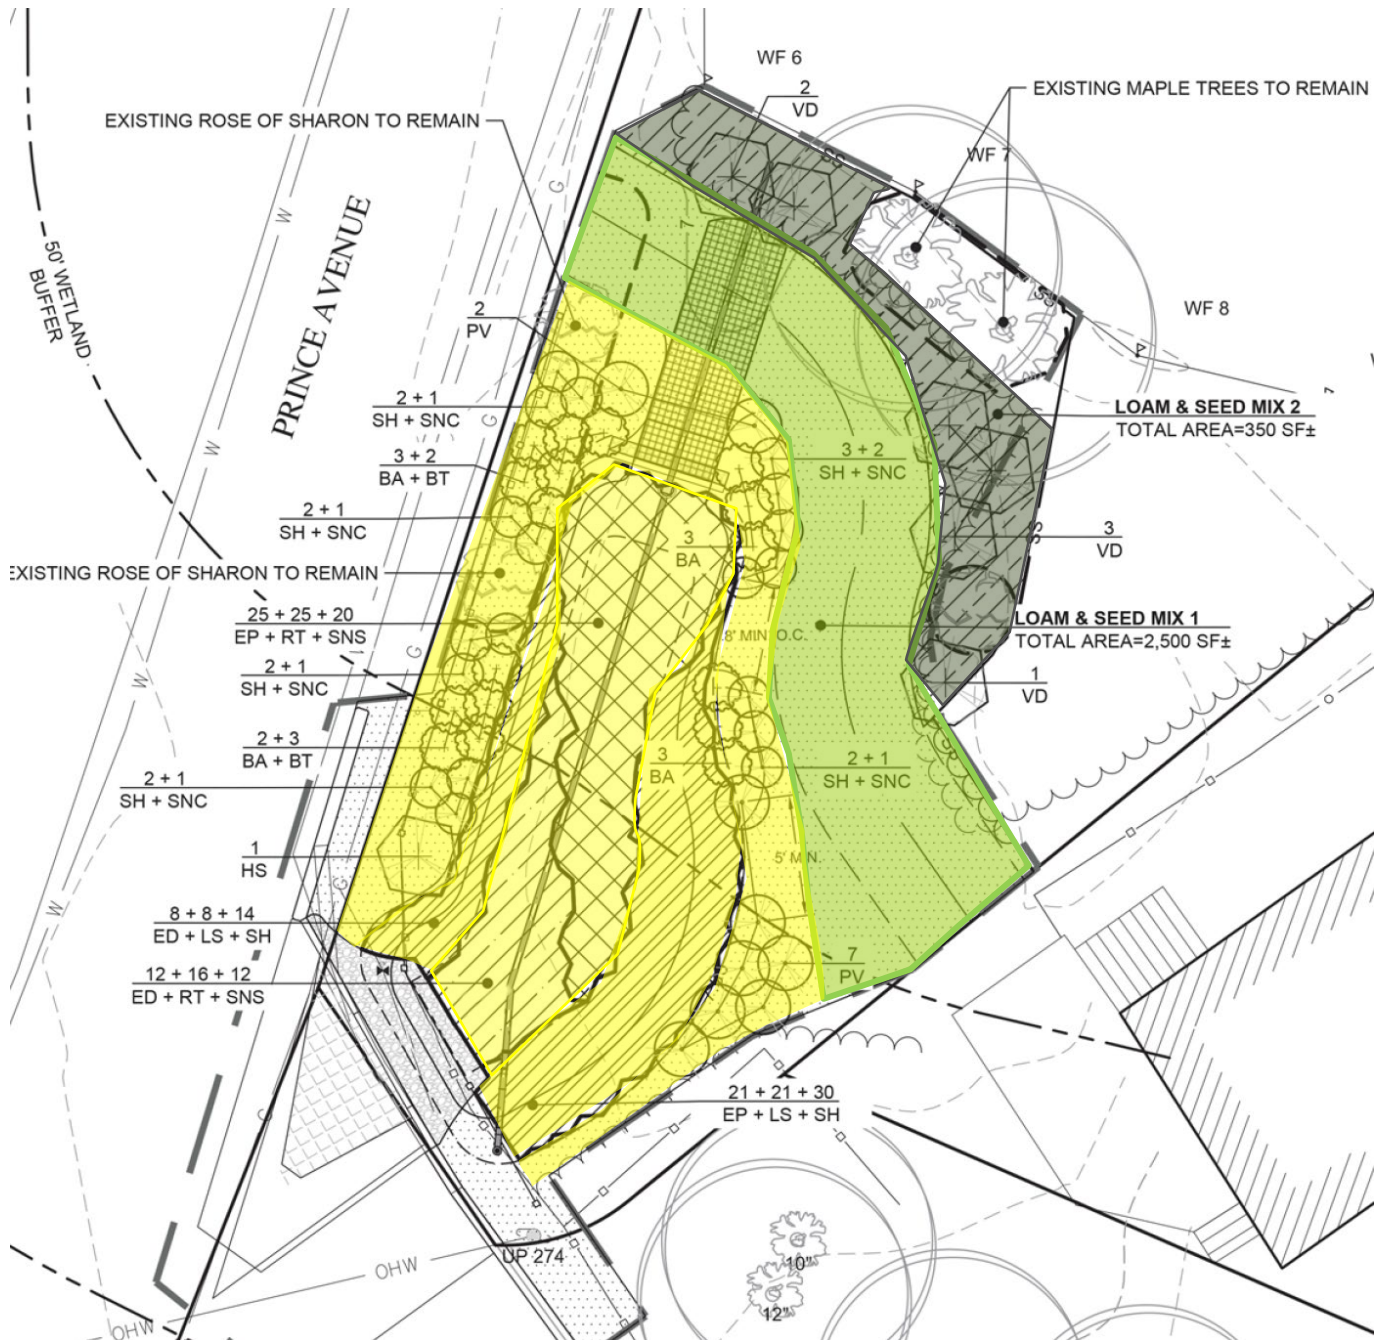 WF 6
2
VD
EXISTING MAPLE TREES TO REMAIN
EXISTING ROSE OF SHARON TO REMAIN
SS
WF 7
G
W
PRINCE AVENUE
50' WETLAND
BUFFER
SS
WF 8
2
PV
2 + 1
SH + SNC
G
LOAM & SEED MIX 2
TOTAL AREA=350 SF±
W
3 + 2
BA + BT
3 + 2
SH + SNC
2 + 1
SH + SNC
3
BA
SS
3
VD
EXISTING ROSE OF SHARON TO REMAIN
25 + 25 + 20
EP + RT + SNS
8' MIN. O.C.
LOAM & SEED MIX 1
TOTAL AREA=2,500 SF±
G
2 + 1
SH + SNC
W
1
VD
2 + 3
BA + BT
3
BA
2 + 1
SH + SNC
2 + 1
SH + SNC
1
HS
5' MIN.
G
W
8 + 8 + 14
ED + LS + SH
7
PV
12 + 16 + 12
ED + RT + SNS
21 + 21 + 30
EP + LS + SH
G
UP 274
OHW
10"
12"
OHW